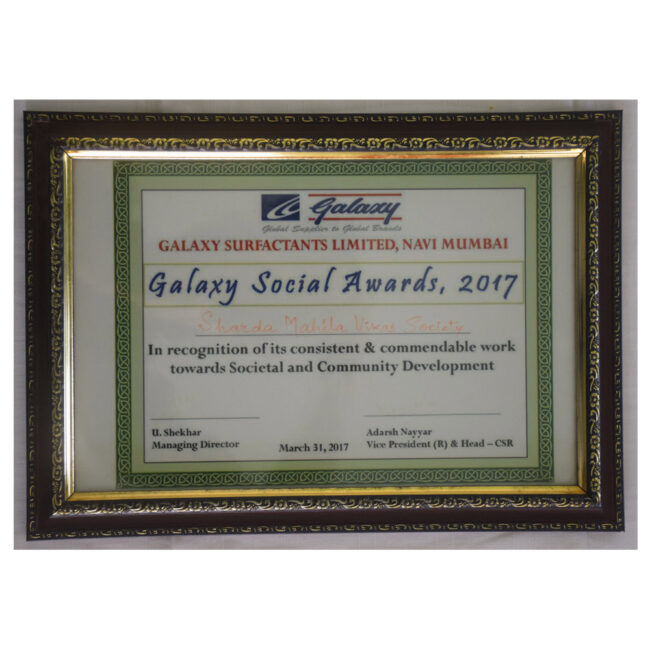 Galaxy
Global Supplier to Global Brands
GALAXY SURFACTANTS LIMITED, NAVI MUMBAI
Galaxy Social Awards, 2017
Sharda Mahila Vikas Society
In recognition of its consistent & commendable work
towards Societal and Community Development
U. Shekhar
Managing Director
March 31, 2017
Adarsh Nayyar
Vice President (R) & Head – CSR